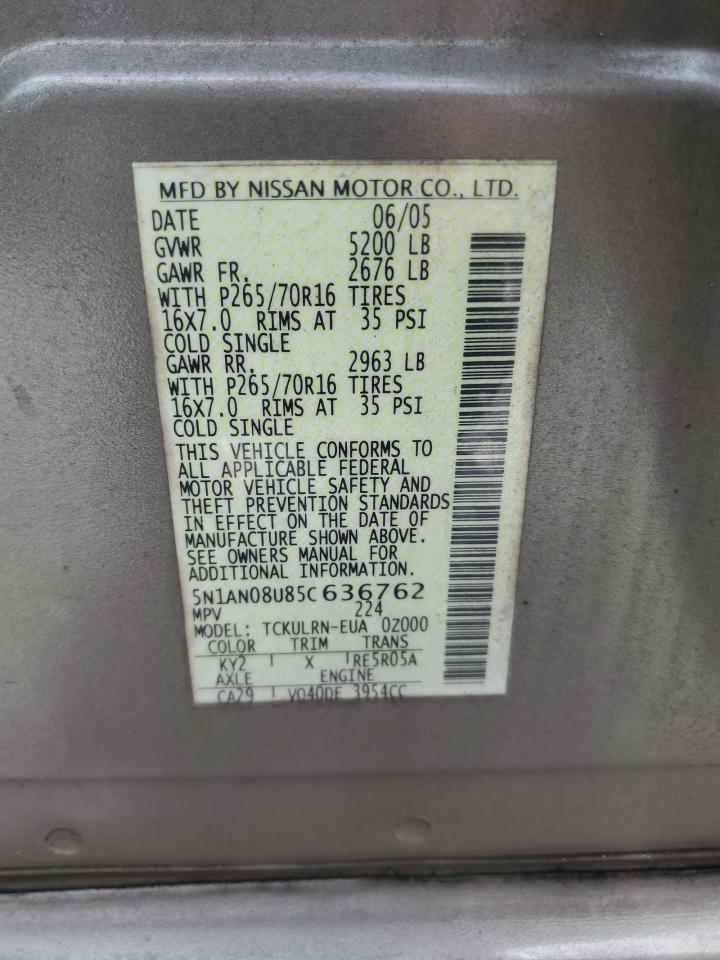 MFD BY NISSAN MOTOR CO., LTD.
DATE 06/05
GVWR 5200 LB
GAWR FR. 2676 LB
WITH P265/70R16 TIRES
16X7.0 RIMS AT 35 PSI
COLD SINGLE
GAWR RR. 2963 LB
WITH P265/70R16 TIRES
16X7.0 RIMS AT 35 PSI
COLD SINGLE
THIS VEHICLE CONFORMS TO
ALL APPLICABLE FEDERAL
MOTOR VEHICLE SAFETY AND
THEFT PREVENTION STANDARDS
IN EFFECT ON THE DATE OF
MANUFACTURE SHOWN ABOVE.
SEE OWNERS MANUAL FOR
ADDITIONAL INFORMATION.
5N1AN08U85C636762
MPV 224
MODEL: TCKULRN-EUA 0Z000
COLOR TRIM TRANS
KY2 X RE5R05A
AXLE ENGINE
CA29 VQ40DE 3954CC